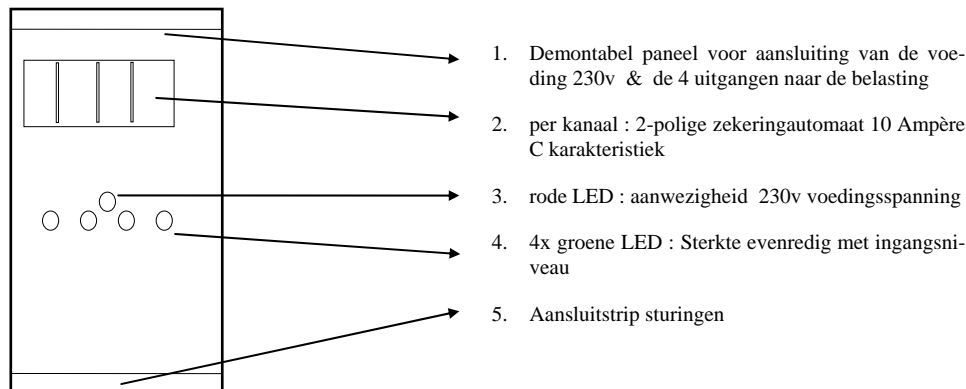 1. Demontabel paneel voor aansluiting van de voe-
ding 230v & de 4 uitgangen naar de belasting
2. per kanaal : 2-polige zekeringautomaat 10 Ampère
C karakteristiek
3. rode LED : aanwezigheid 230v voedingsspanning
4. 4x groene LED : Sterkte evenredig met ingangsni-
veau
5. Aansluitstrip sturingen